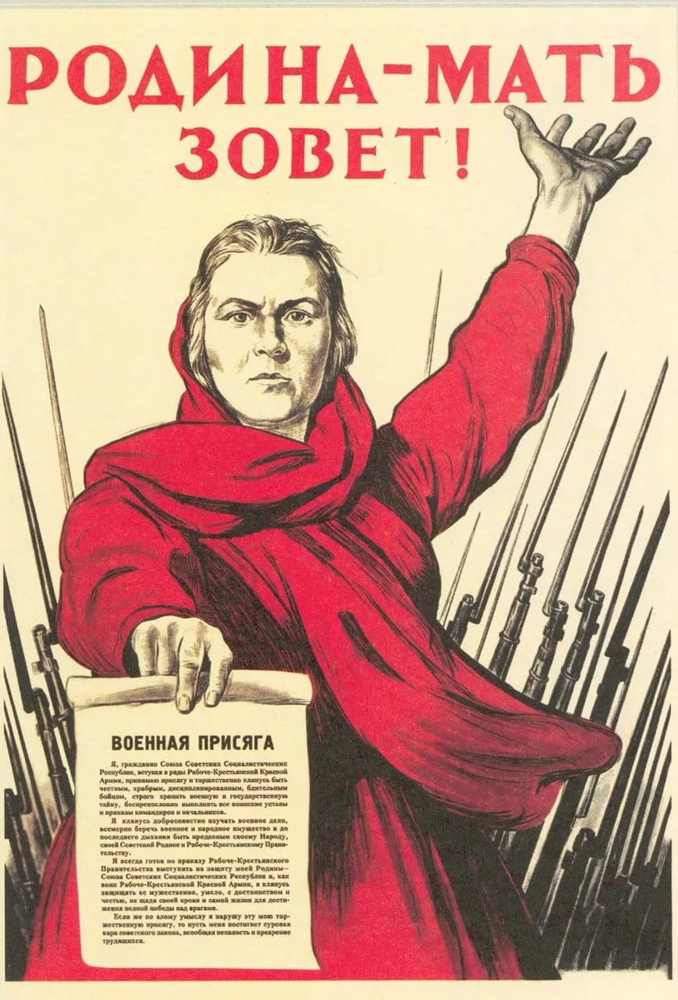 РОДИНА-МАТЬ
ЗОВЕТ!
ВОЕННАЯ ПРИСЯГА
Я, гражданин Союза Советских Социалистических
Республик, вступая в ряды Рабоче-Крестьянской Красной
Армии, принимаю присягу и торжественно клянусь быть
честным, храбрым, дисциплинированным, бдительным
бойцом, строго хранить военную и государственную
тайну, беспрекословно выполнять все воинские уставы
и приказы командиров и начальников.
Я клянусь добросовестно изучать военное дело,
всемерно беречь военное и народное имущество и до
последнего дыхания быть преданным своему Народу,
своей Советской Родине и Рабоче-Крестьянскому Прави-
тельству.
Я всегда готов по приказу Рабоче-Крестьянского
Правительства выступить на защиту моей Родины—
Союза Советских Социалистических Республик и, как
воин Рабоче-Крестьянской Красной Армии, я клянусь
защищать ее мужественно, умело, с достоинством и
честью, не щадя своей крови и самой жизни для дости-
жения полной победы над врагами.
Если же по злому умыслу я нарушу эту мою тор-
жественную присягу, то пусть меня постигнет суровая
кара советского закона, всеобщая ненависть и презрение
трудящихся.